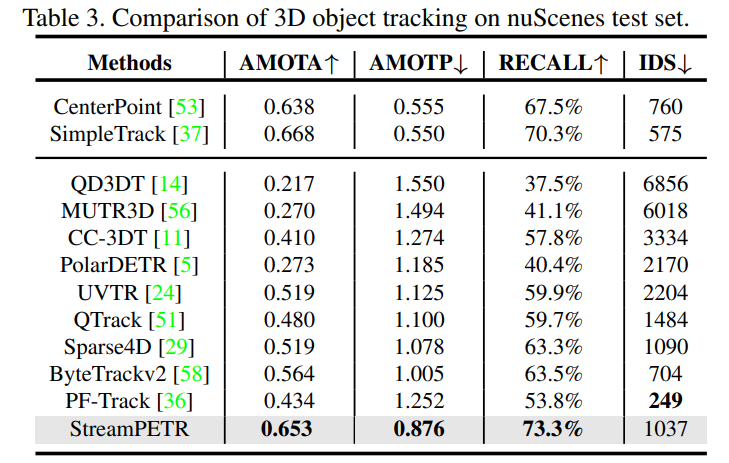 Table 3. Comparison of 3D object tracking on nuScenes test set.
Methods AMOTA↑ AMOTP↓ RECALL↑ IDS↓
CenterPoint [53] 0.638 0.555 67.5% 760
SimpleTrack [37] 0.668 0.550 70.3% 575
QD3DT [14] 0.217 1.550 37.5% 6856
MUTR3D [56] 0.270 1.494 41.1% 6018
CC-3DT [11] 0.410 1.274 57.8% 3334
PolarDETR [5] 0.273 1.185 40.4% 2170
UVTR [24] 0.519 1.125 59.9% 2204
QTrack [51] 0.480 1.100 59.7% 1484
Sparse4D [29] 0.519 1.078 63.3% 1090
ByteTrackv2 [58] 0.564 1.005 63.5% 704
PF-Track [36] 0.434 1.252 53.8% 249
StreamPETR 0.653 0.876 73.3% 1037